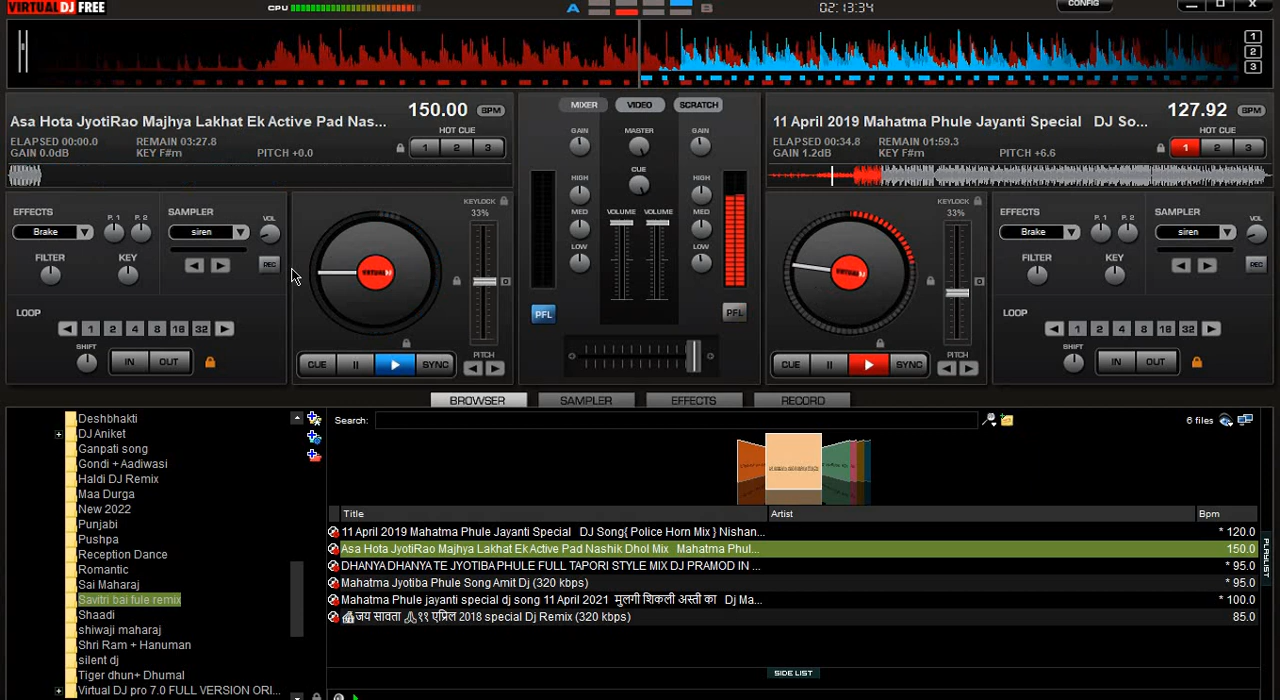 VIRTUAL DJ FREE CPU A B 02:13:34 CONFIG
1
2
3
150.00 BPM
Asa Hota JyotiRao Majhya Lakhat Ek Active Pad Nas...
ELAPSED 00:00.0 REMAIN 03:27.8 HOT CUE
GAIN 0.0dB KEY F#m PITCH +0.0 1 2 3
MIXER VIDEO SCRATCH
GAIN MASTER GAIN
HIGH CUE HIGH
MED VOLUME VOLUME MED
LOW LOW
PFL PFL
127.92 BPM
11 April 2019 Mahatma Phule Jayanti Special DJ So...
ELAPSED 00:34.8 REMAIN 01:59.3 HOT CUE
GAIN 1.2dB KEY F#m PITCH +6.6 1 2 3
EFFECTS P. 1 P. 2 SAMPLER VOL
Brake siren
FILTER KEY REC
LOOP
1 2 4 8 16 32
SHIFT IN OUT
KEYLOCK
33%
VIRTUAL DJ
0
CUE II SYNC PITCH
KEYLOCK
33%
VIRTUAL DJ
0
CUE II SYNC PITCH
EFFECTS P. 1 P. 2 SAMPLER VOL
Brake siren
FILTER KEY REC
LOOP
1 2 4 8 16 32
SHIFT IN OUT
BROWSER SAMPLER EFFECTS RECORD
Deshbhakti
DJ Aniket
Ganpati song
Gondi + Aadiwasi
Haldi DJ Remix
Maa Durga
New 2022
Punjabi
Pushpa
Reception Dance
Romantic
Sai Maharaj
Savitri bai fule remix
Shaadi
shiwaji maharaj
Shri Ram + Hanuman
silent dj
Tiger dhun+ Dhumal
Virtual DJ pro 7.0 FULL VERSION ORI...
Search: 6 files
Title Artist Bpm
11 April 2019 Mahatma Phule Jayanti Special DJ Song{ Police Horn Mix } Nishan... * 120.0
Asa Hota JyotiRao Majhya Lakhat Ek Active Pad Nashik Dhol Mix Mahatma Phul... 150.0
DHANYA DHANYA TE JYOTIBA PHULE FULL TAPORI STYLE MIX DJ PRAMOD IN ... * 95.0
Mahatma Jyotiba Phule Song Amit Dj (320 kbps) * 95.0
Mahatma Phule jayanti special dj song 11 April 2021 मुलगी शिकली अस्ती का Dj Ma... * 100.0
जय सावता 🙏११ एप्रिल 2018 special Dj Remix (320 kbps) 85.0
PLAYLIST
SIDE LIST